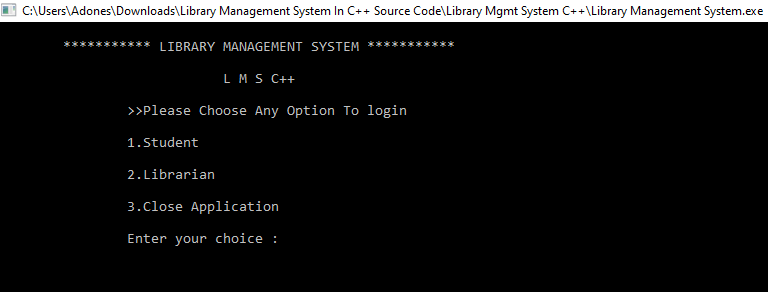 C:\Users\Adones\Downloads\Library Management System In C++ Source Code\Library Mgmt System C++\Library Management System.exe
*********** LIBRARY MANAGEMENT SYSTEM ***********
L M S C++
>>Please Choose Any Option To login
1.Student
2.Librarian
3.Close Application
Enter your choice :